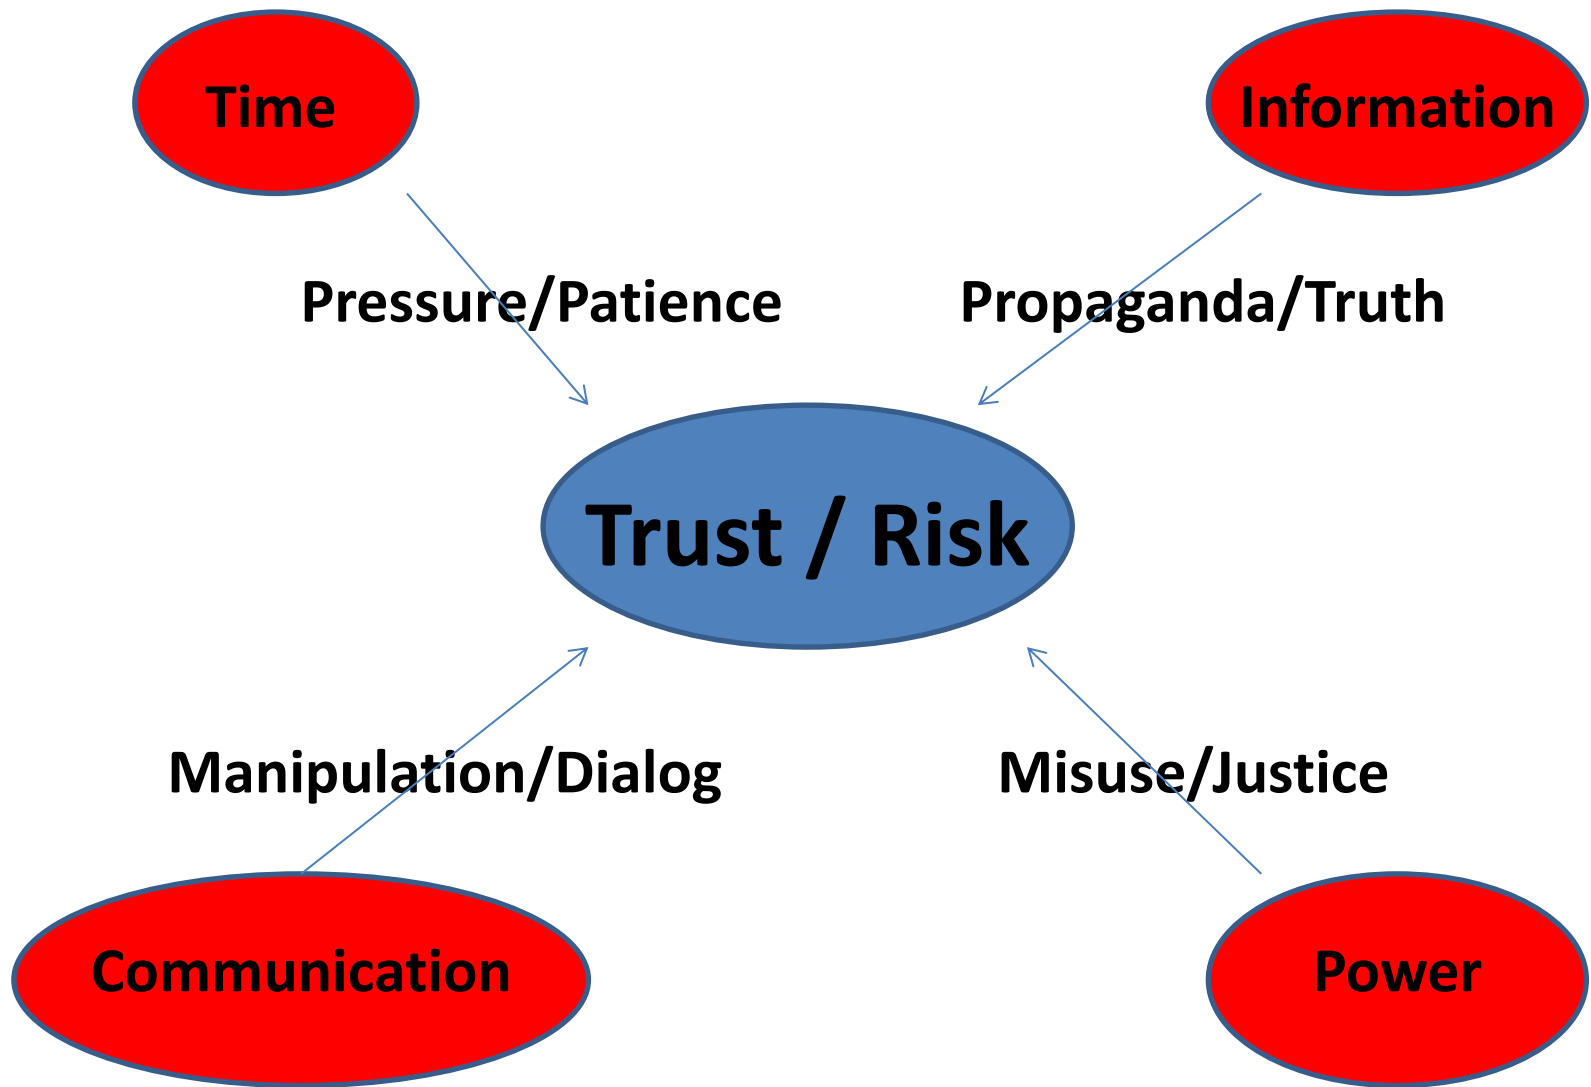 Time
Information
Pressure/Patience
Propaganda/Truth
Trust / Risk
Manipulation/Dialog
Misuse/Justice
Communication
Power